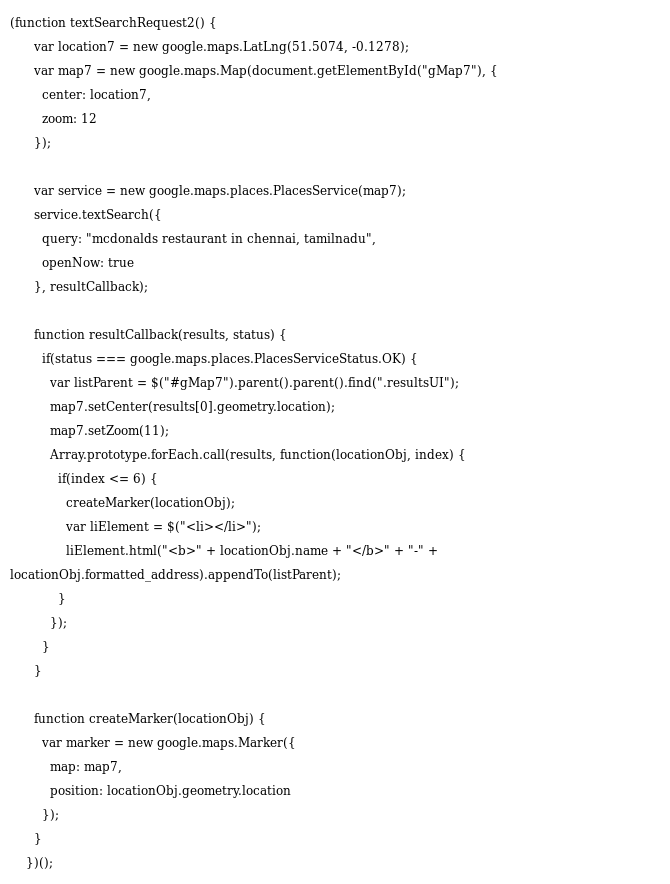 (function textSearchRequest2() {
var location7 = new google.maps.LatLng(51.5074, -0.1278);
var map7 = new google.maps.Map(document.getElementById("gMap7"), {
center: location7,
zoom: 12
});
var service = new google.maps.places.PlacesService(map7);
service.textSearch({
query: "mcdonalds restaurant in chennai, tamilnadu",
openNow: true
}, resultCallback);
function resultCallback(results, status) {
if(status === google.maps.places.PlacesServiceStatus.OK) {
var listParent = $("#gMap7").parent().parent().find(".resultsUI");
map7.setCenter(results[0].geometry.location);
map7.setZoom(11);
Array.prototype.forEach.call(results, function(locationObj, index) {
if(index <= 6) {
createMarker(locationObj);
var liElement = $("<li></li>");
liElement.html("<b>" + locationObj.name + "</b>" + "-" +
locationObj.formatted_address).appendTo(listParent);
}
});
}
}
function createMarker(locationObj) {
var marker = new google.maps.Marker({
map: map7,
position: locationObj.geometry.location
});
}
})();